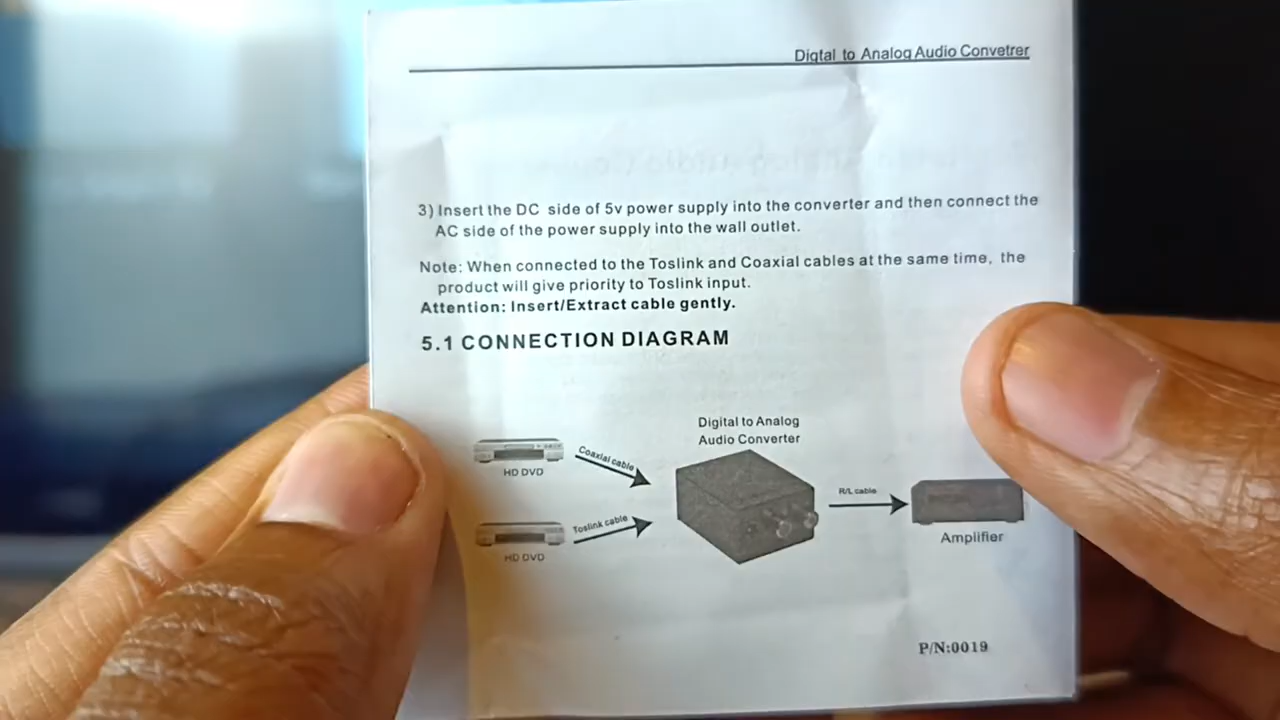 Digtal to Analog Audio Convetrer
3) Insert the DC side of 5v power supply into the converter and then connect the
AC side of the power supply into the wall outlet.
Note: When connected to the Toslink and Coaxial cables at the same time, the
product will give priority to Toslink input.
Attention: Insert/Extract cable gently.
5.1 CONNECTION DIAGRAM
Digital to Analog
Audio Converter
Coaxial cable
HD DVD
R/L cable
Toslink cable
Amplifier
HD DVD
P/N:0019